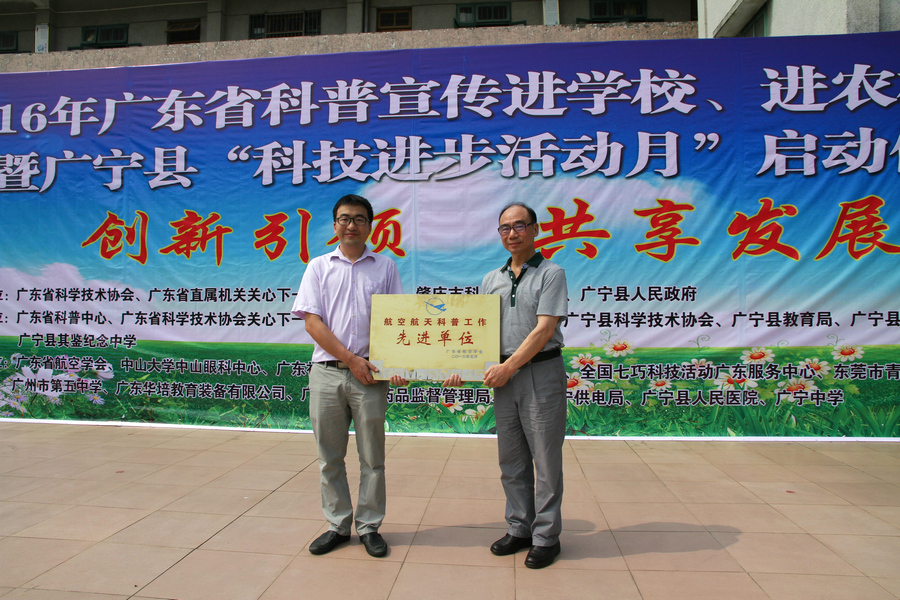 16年广东省科普宣传进学校、进农
暨广宁县“科技进步活动月”启动
创新引领 共享发展
位：广东省科学技术协会、广东省直属机关关心下一 肇庆市科 、广宁县人民政府
位：广东省科普中心、广东省科学技术协会关心下一 广宁县科学技术协会、广宁县教育局、广宁县
广宁县其鉴纪念中学
广东省航空学会、中山大学中山眼科中心、广东 全国七巧科技活动广东服务中心、东莞市青
广州市第五中学、广东华培教育装备有限公司、广 药品监督管理局 宁供电局、广宁县人民医院、广宁中学
航空航天科普工作
先进单位